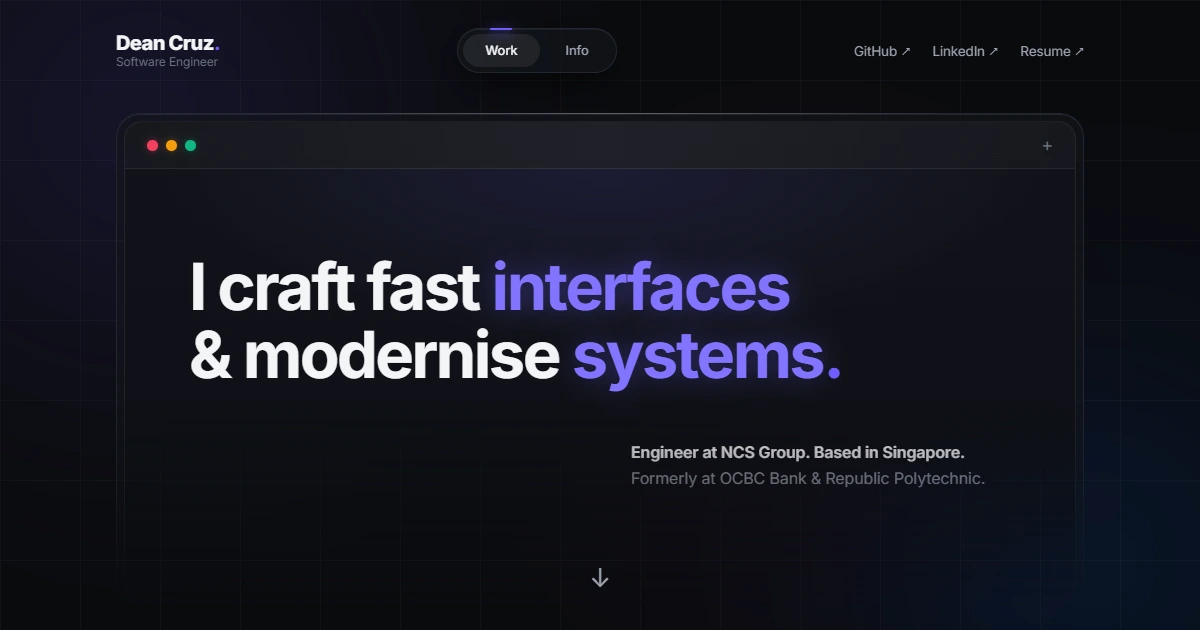 Dean Cruz.
Software Engineer
Work
Info
GitHub ↗
LinkedIn ↗
Resume ↗
+
I craft fast interfaces
& modernise systems.
Engineer at NCS Group. Based in Singapore.
Formerly at OCBC Bank & Republic Polytechnic.
↓